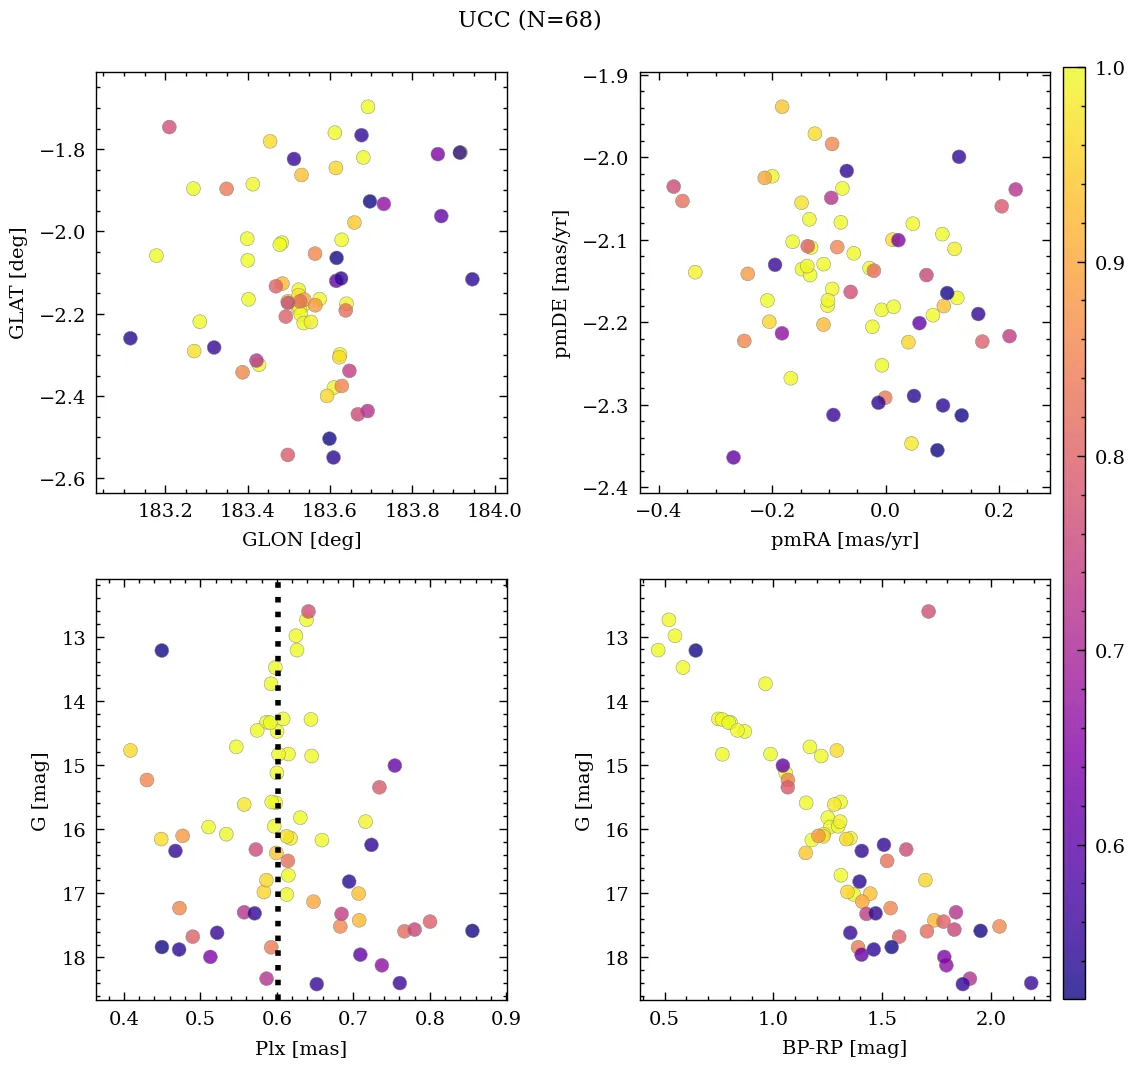 UCC (N=68)
−1.8
−2.0
−2.2
−2.4
−2.6
GLAT [deg]
183.2 183.4 183.6 183.8 184.0
GLON [deg]
−1.9
−2.0
−2.1
−2.2
−2.3
−2.4
pmDE [mas/yr]
−0.4 −0.2 0.0 0.2
pmRA [mas/yr]
1.0
0.9
0.8
0.7
0.6
13
14
15
16
17
18
G [mag]
0.4 0.5 0.6 0.7 0.8 0.9
Plx [mas]
13
14
15
16
17
18
G [mag]
0.5 1.0 1.5 2.0
BP-RP [mag]